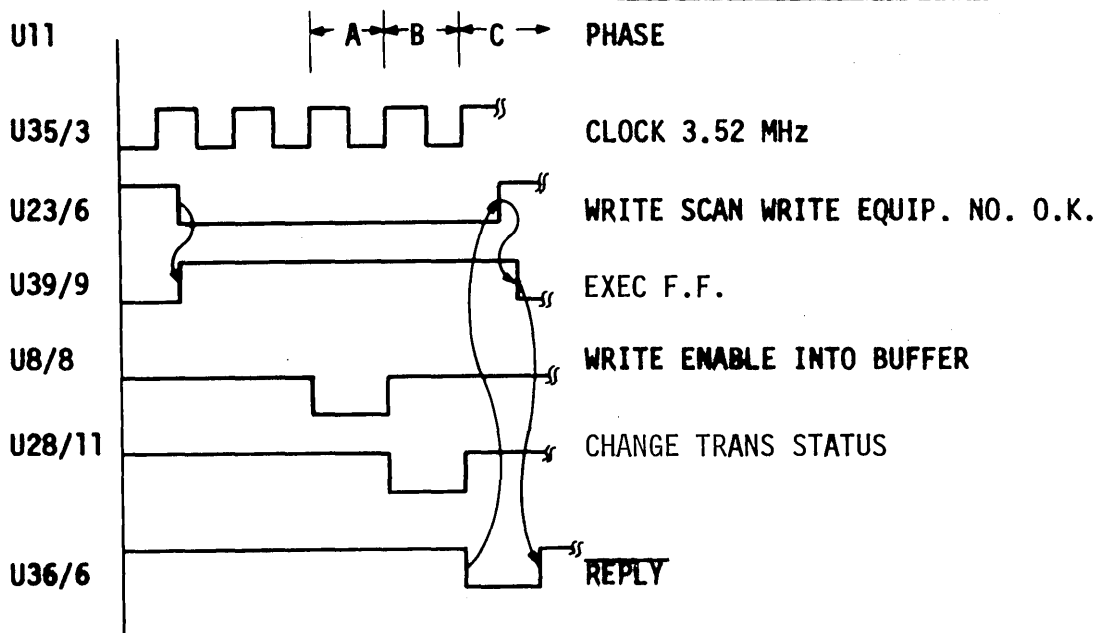 U11 A B C PHASE
U35/3 CLOCK 3.52 MHz
U23/6 WRITE SCAN WRITE EQUIP. NO. O.K.
U39/9 EXEC F.F.
U8/8 WRITE ENABLE INTO BUFFER
U28/11 CHANGE TRANS STATUS
U36/6 REPLY